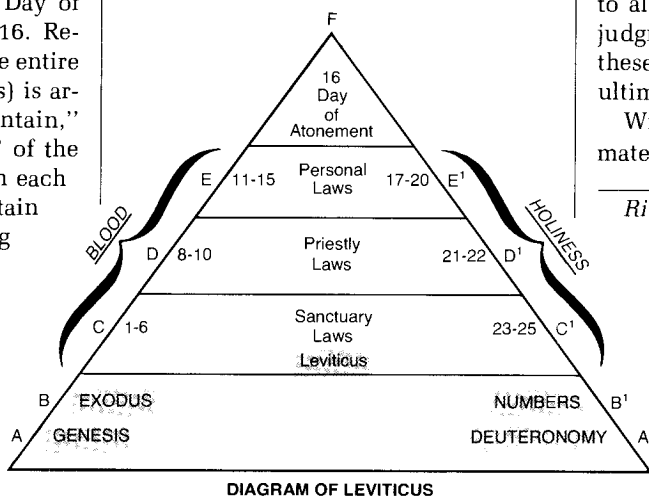 Day of
16. Re-
e entire
s) is ar-
ntain,"
of the
n each
tain
g
to al
judgr
these
ultim
Wi
mate
Ri
F
16
Day
of
Atonement
E 11-15 Personal Laws 17-20 E¹
BLOOD
HOLINESS
D 8-10 Priestly Laws 21-22 D¹
C 1-6 Sanctuary Laws 23-25 C¹
Leviticus
B EXODUS NUMBERS B¹
A GENESIS DEUTERONOMY A
DIAGRAM OF LEVITICUS